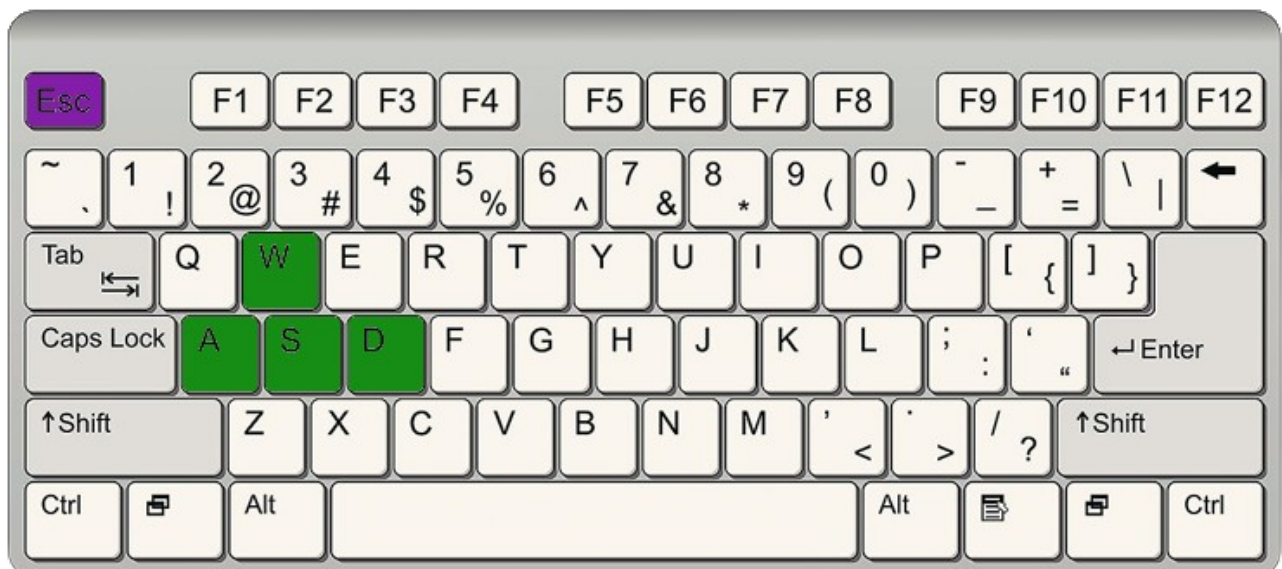 Esc F1 F2 F3 F4 F5 F6 F7 F8 F9 F10 F11 F12
~ ` 1 ! 2 @ 3 # 4 $ 5 % 6 ^ 7 & 8 * 9 ( 0 ) - _ + = \ |
Tab Q W E R T Y U I O P [ { ] }
Caps Lock A S D F G H J K L ; : ‘ “ Enter
Shift Z X C V B N M ’ < . > / ? Shift
Ctrl Alt Alt Ctrl